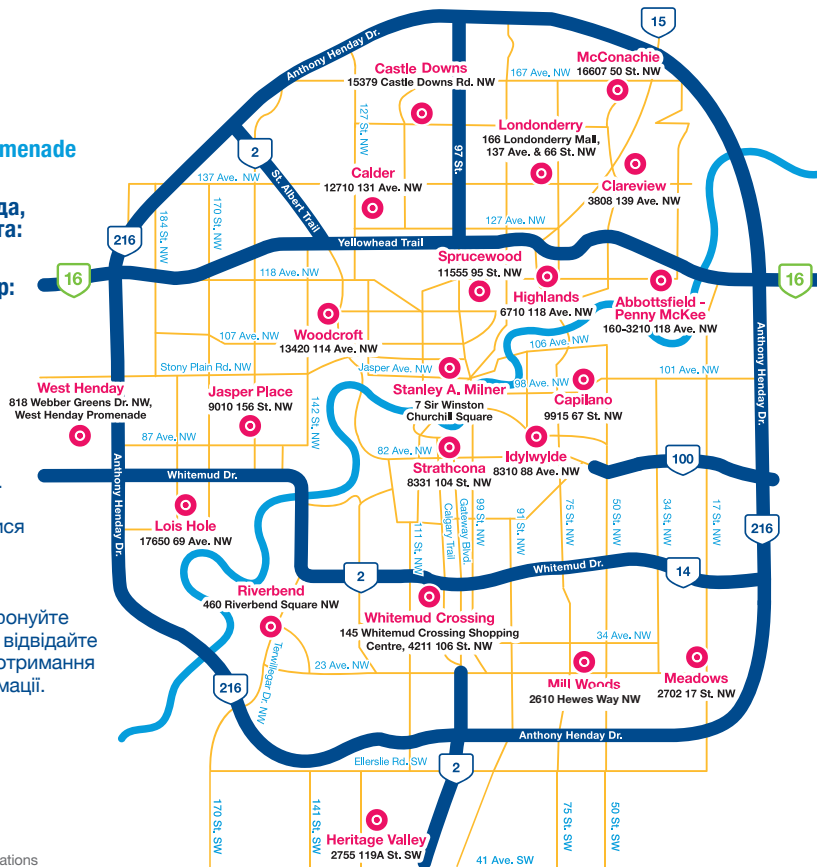 menade
да,
та:
р:
ися
онуйте
відвідайте
отримання
мації.
ations
15
Anthony Henday Dr.
McConachie
16607 50 St. NW
Castle Downs
15379 Castle Downs Rd. NW
167 Ave. NW
127 St. NW
97 St.
Londonderry
166 Londonderry Mall,
137 Ave. & 66 St. NW
2
St. Albert Trail
Calder
12710 131 Ave. NW
Clareview
3808 139 Ave. NW
137 Ave. NW
184 St. NW
170 St. NW
127 Ave. NW
216
Yellowhead Trail
16
16
118 Ave. NW
Sprucewood
11555 95 St. NW
Highlands
6710 118 Ave. NW
Abbottsfield -
Penny McKee
160-3210 118 Ave. NW
Woodcroft
13420 114 Ave. NW
107 Ave. NW
106 Ave. NW
Stony Plain Rd. NW
Jasper Ave. NW
98 Ave. NW
101 Ave. NW
Anthony Henday Dr.
West Henday
818 Webber Greens Dr. NW,
West Henday Promenade
Jasper Place
9010 156 St. NW
142 St. NW
Stanley A. Milner
7 Sir Winston
Churchill Square
Capilano
9915 67 St. NW
87 Ave. NW
82 Ave. NW
Strathcona
8331 104 St. NW
Idylwylde
8310 88 Ave. NW
100
Whitemud Dr.
Anthony Henday Dr.
Lois Hole
17650 69 Ave. NW
111 St. NW
Calgary Trail
Gateway Blvd.
99 St. NW
91 St. NW
75 St. NW
50 St. NW
34 St. NW
17 St. NW
216
2
Whitemud Dr.
14
Riverbend
460 Riverbend Square NW
Whitemud Crossing
145 Whitemud Crossing Shopping
Centre, 4211 106 St. NW
34 Ave. NW
23 Ave. NW
Terwillegar Dr. NW
Mill Woods
2610 Hewes Way NW
Meadows
2702 17 St. NW
216
Anthony Henday Dr.
2
Ellerslie Rd. SW
170 St. SW
141 St. SW
75 St. SW
50 St. SW
Heritage Valley
2755 119A St. SW
41 Ave. SW